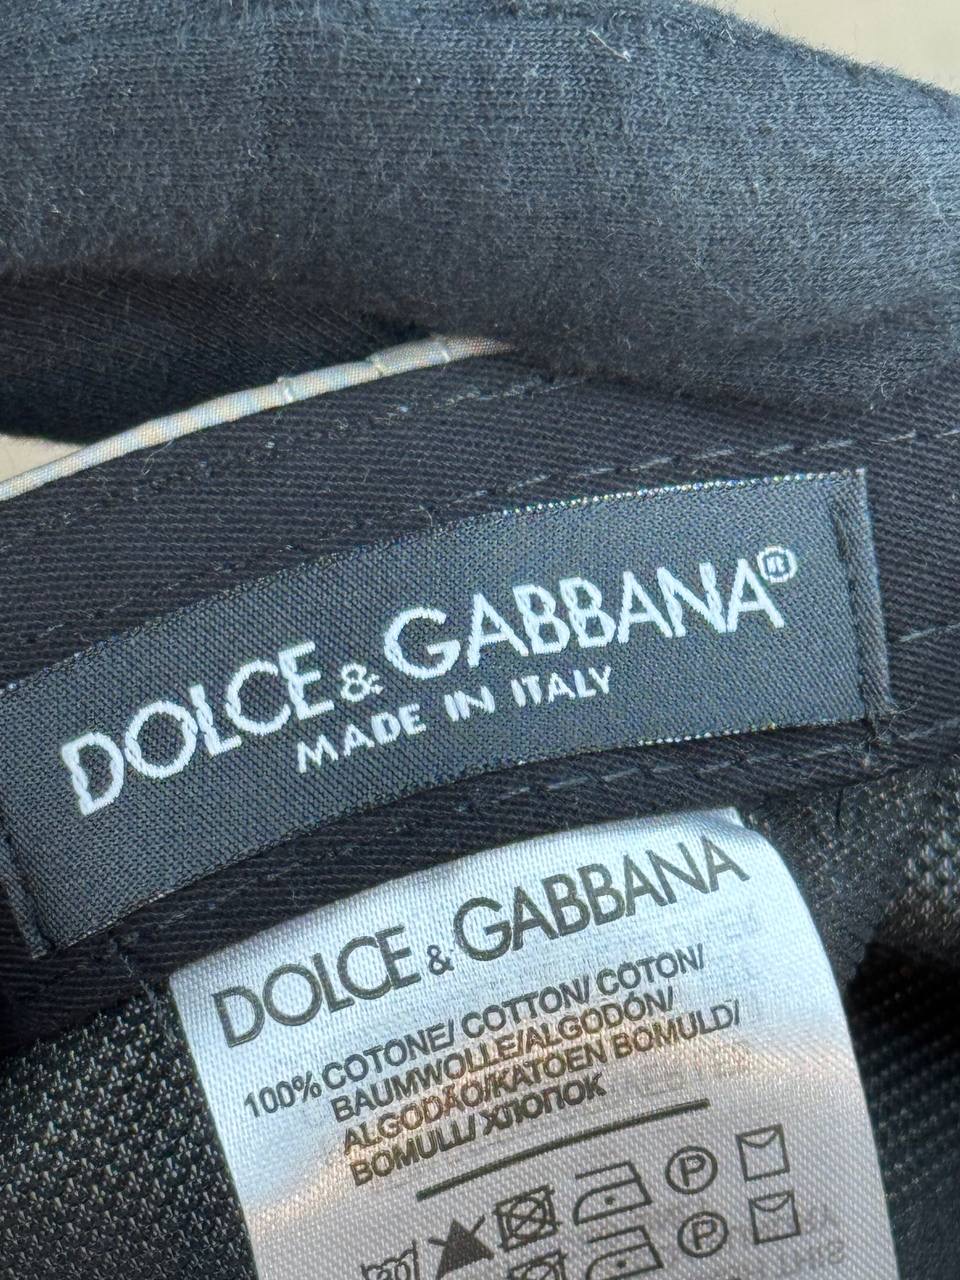 DOLCE & GABBANA®
MADE IN ITALY
DOLCE & GABBANA
100% COTONE/ COTTON/ COTON/
BAUMWOLLE/ALGODÓN/
ALGODÃO/KATOEN BOMULD/
BOMULL/ ХЛОПОК
P
P